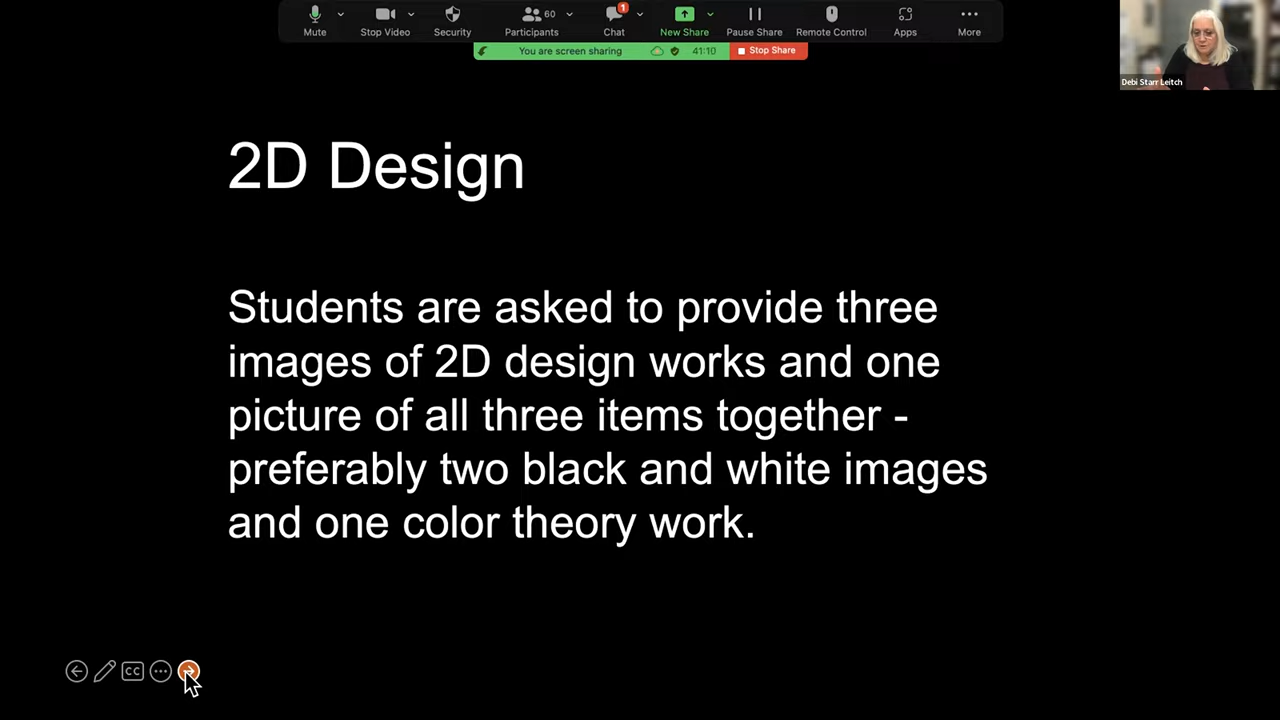 60
1
Mute
Stop Video
Security
Participants
Chat
New Share
Pause Share
Remote Control
Apps
More
You are screen sharing
41:10
Stop Share
Debi Starr Leitch
2D Design
Students are asked to provide three
images of 2D design works and one
picture of all three items together -
preferably two black and white images
and one color theory work.
CC